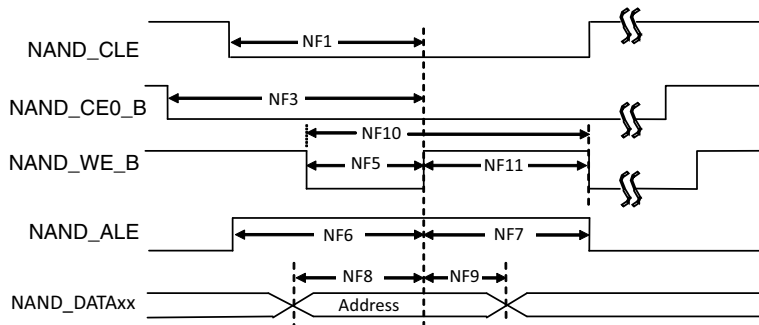 NF1
NAND_CLE
NF3
NAND_CE0_B
NF10
NAND_WE_B
NF5
NF11
NAND_ALE
NF6
NF7
NF8
NF9
NAND_DATAxx
Address